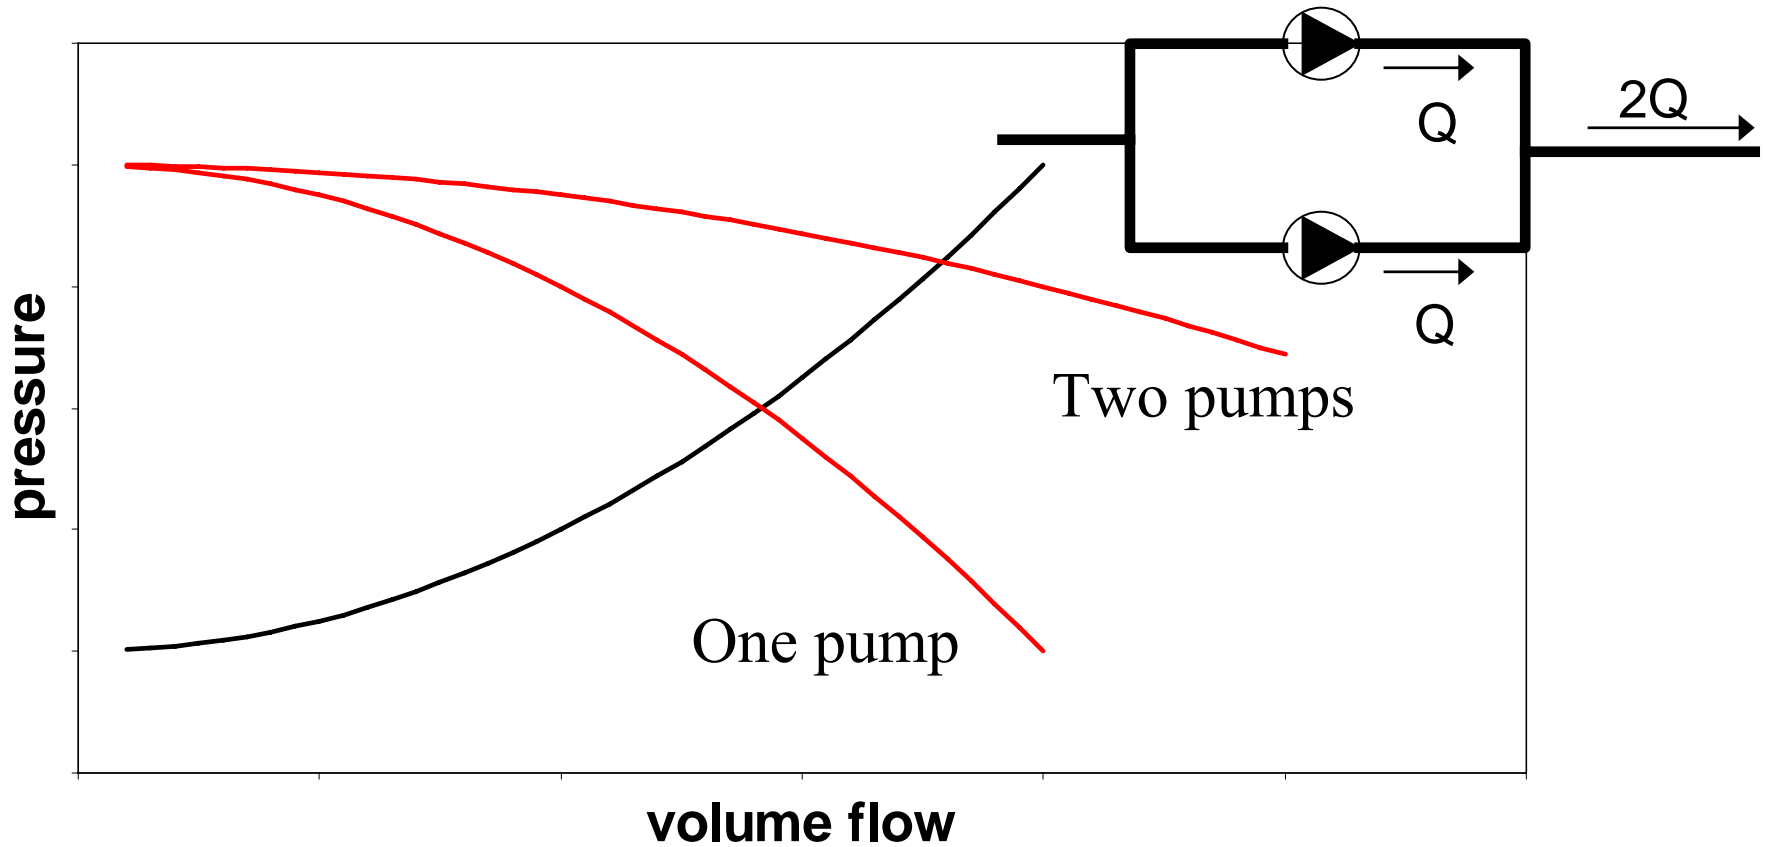 2Q
Q
Q
pressure
Two pumps
One pump
volume flow